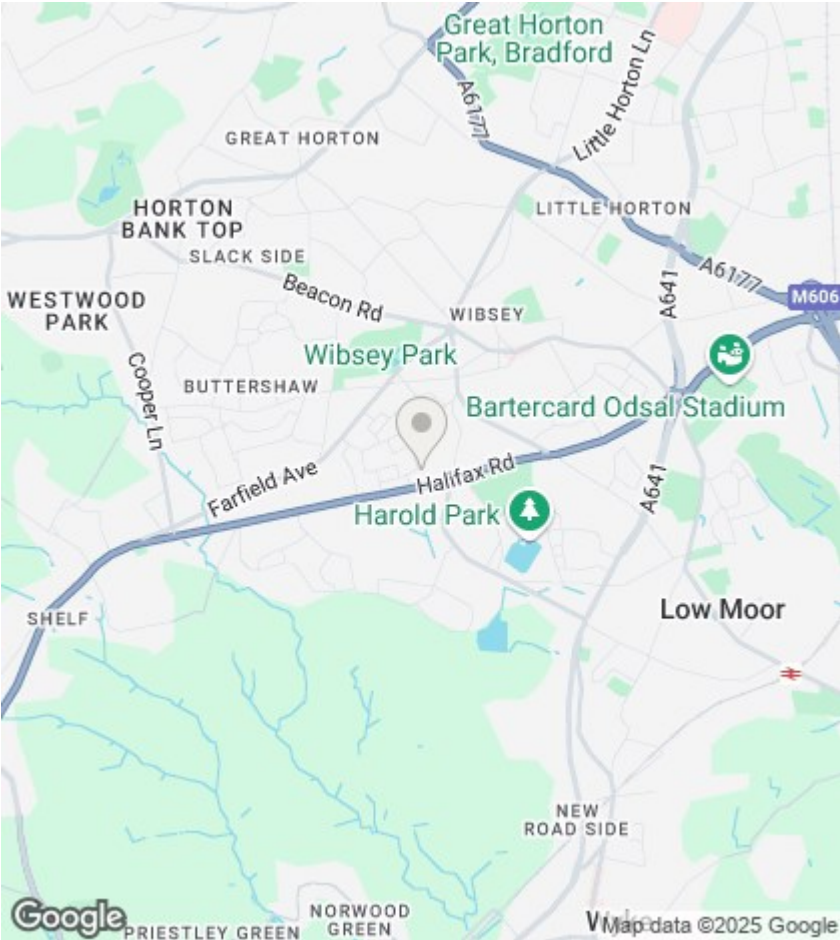 Great Horton
Park, Bradford
Little Horton Ln
A6177
GREAT HORTON
HORTON
BANK TOP
LITTLE HORTON
SLACK SIDE
A6177
A641
M606
Beacon Rd
WESTWOOD
PARK
WIBSEY
Wibsey Park
Cooper Ln
BUTTERSHAW
Bartercard Odsal Stadium
Farfield Ave
Halifax Rd
A641
Harold Park
SHELF
Low Moor
NEW
ROAD SIDE
NORWOOD
GREEN
PRIESTLEY GREEN
Google
Map data ©2025 Google